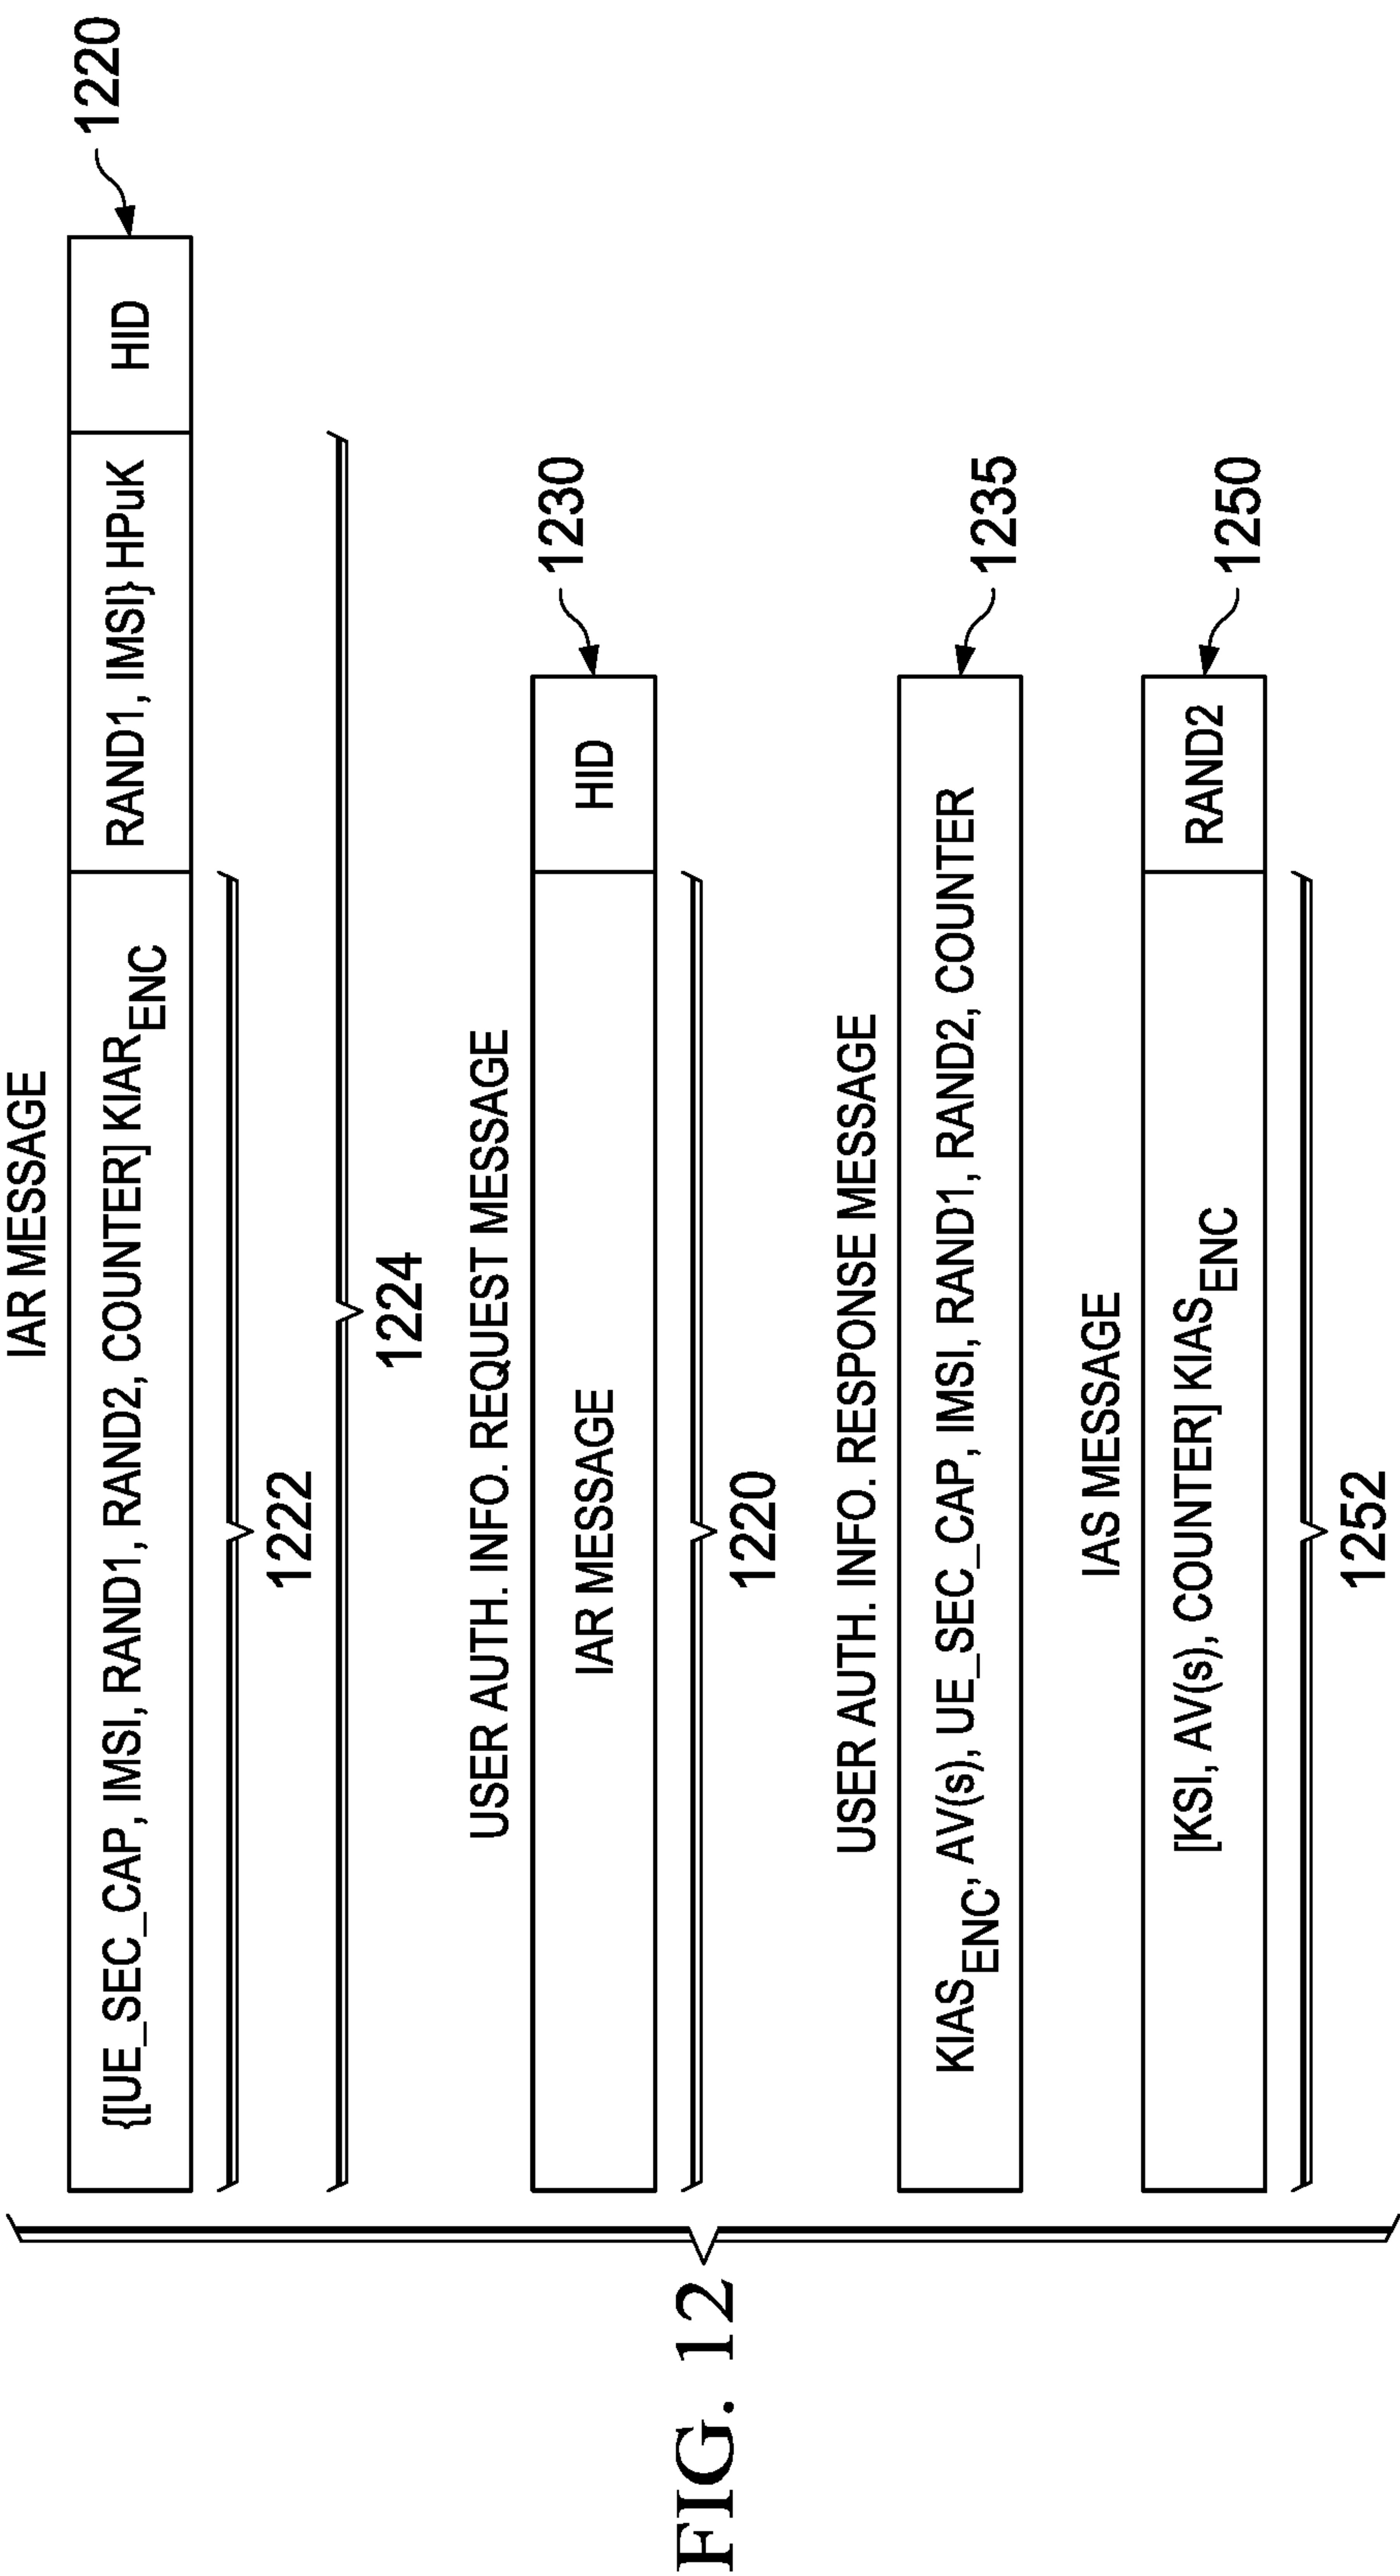 IAR MESSAGE
{[UE_SEC_CAP, IMSI, RAND1, RAND2, COUNTER] KIAR_ENC
RAND1, IMSI} HPuK
HID
1220
1222
1224
USER AUTH. INFO. REQUEST MESSAGE
IAR MESSAGE
HID
1230
1220
USER AUTH. INFO. RESPONSE MESSAGE
KIAS_ENC, AV(s), UE_SEC_CAP, IMSI, RAND1, RAND2, COUNTER
1235
IAS MESSAGE
[KSI, AV(s), COUNTER] KIAS_ENC
RAND2
1250
1252
FIG. 12